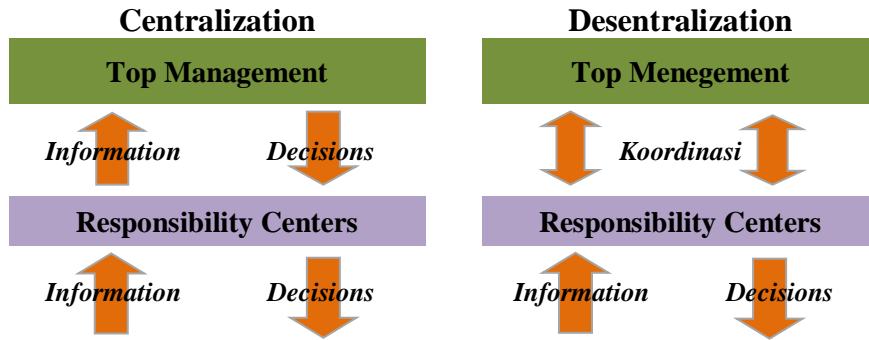 Centralization
Top Management
Information Decisions
Responsibility Centers
Information Decisions
Desentralization
Top Menegement
Koordinasi
Responsibility Centers
Information Decisions